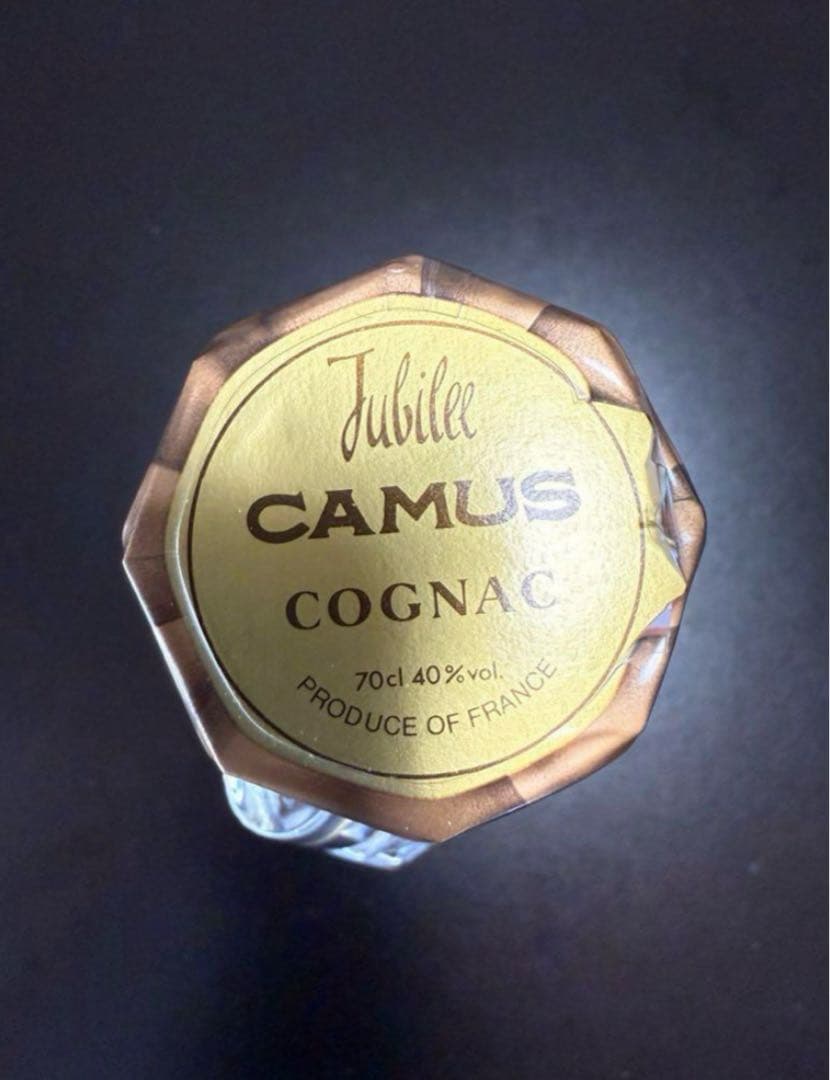 Jubilee
CAMUS
COGNAC
70cl 40%vol.
PRODUCE OF FRANCE